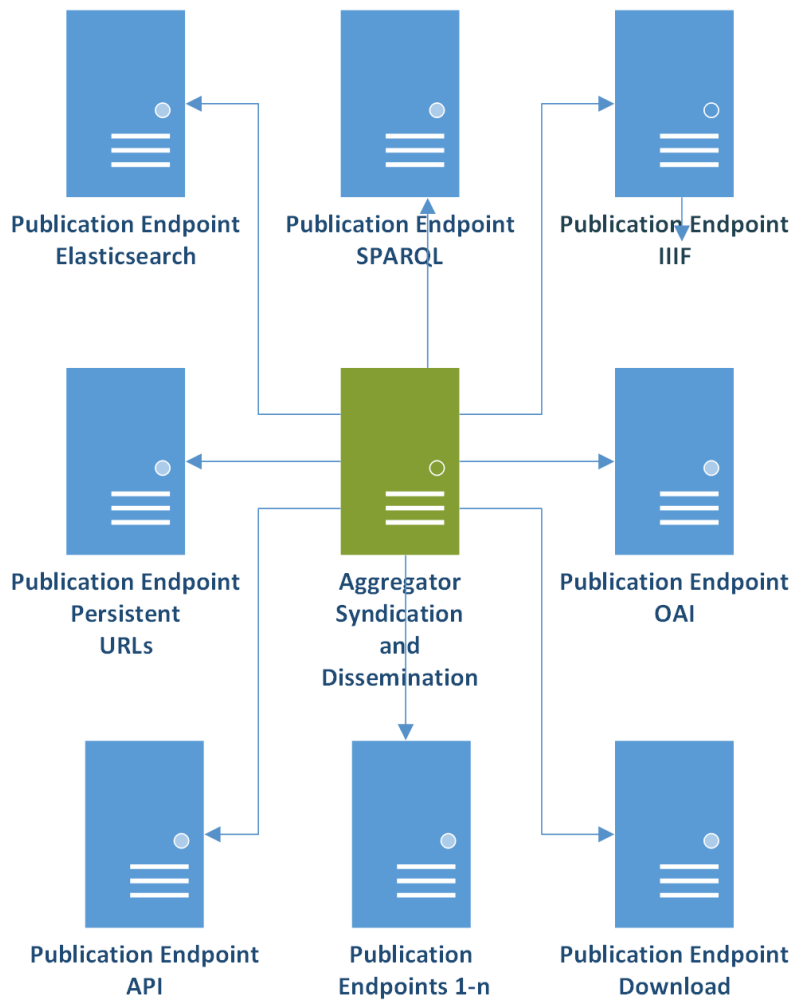 Publication Endpoint
Elasticsearch
Publication Endpoint
SPARQL
Publication Endpoint
IIIF
Publication Endpoint
Persistent
URLs
Aggregator
Syndication
and
Dissemination
Publication Endpoint
OAI
Publication Endpoint
API
Publication
Endpoints 1-n
Publication Endpoint
Download